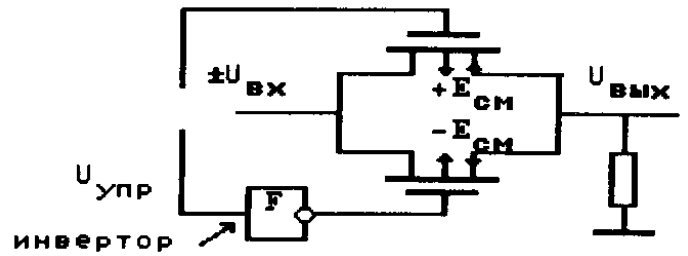 ±U вх
+ E см
U вых
- E см
U упр
F
инвертор